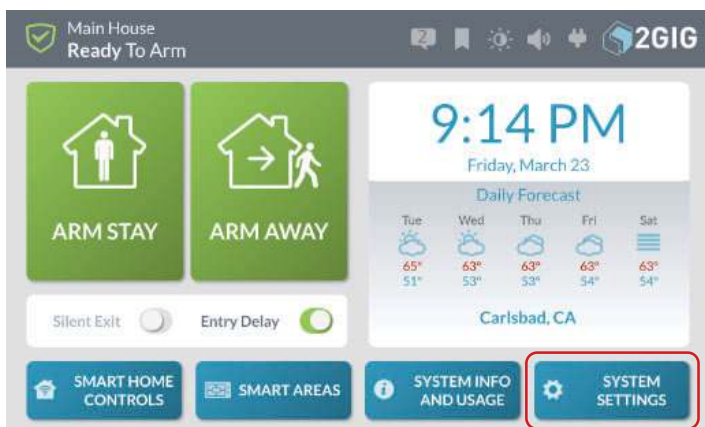 Main House
Ready To Arm
2
2GIG
ARM STAY
ARM AWAY
9:14 PM
Friday, March 23
Daily Forecast
Tue Wed Thu Fri Sat
65° 63° 63° 63° 63°
51° 53° 53° 54° 54°
Carlsbad, CA
Silent Exit
Entry Delay
SMART HOME
CONTROLS
SMART AREAS
SYSTEM INFO
AND USAGE
SYSTEM
SETTINGS